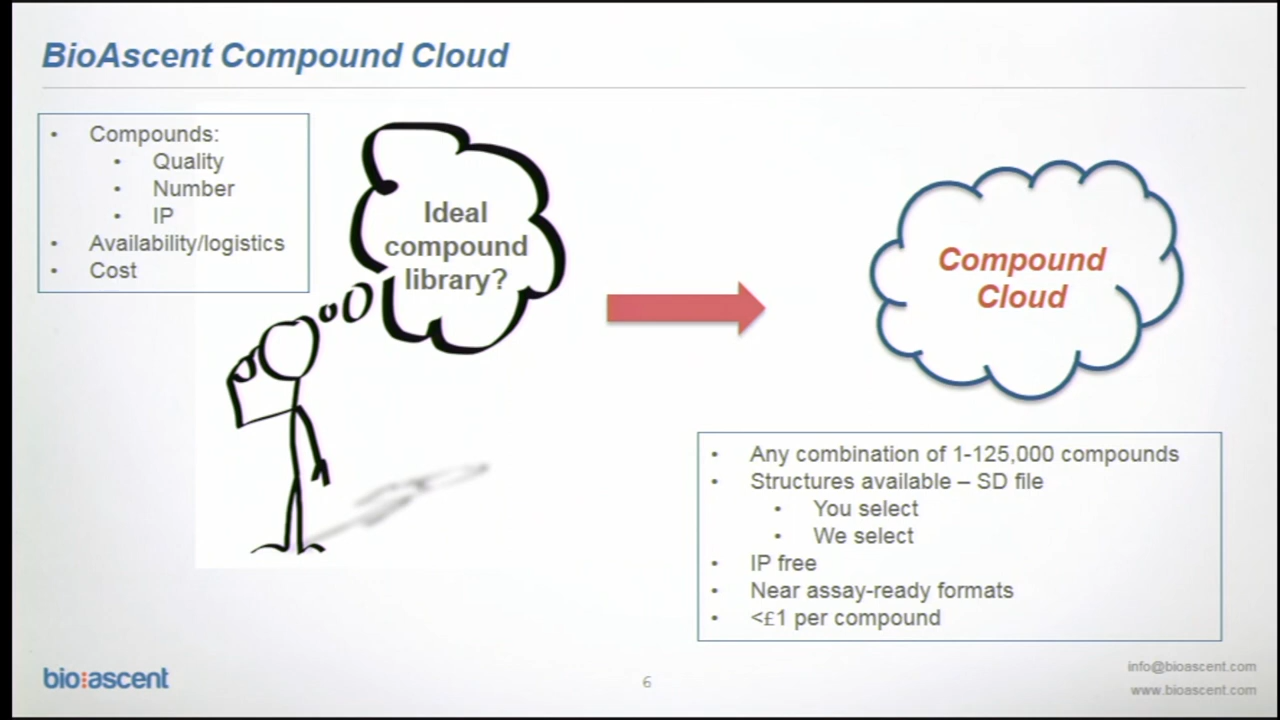 BioAscent Compound Cloud
• Compounds:
• Quality
• Number
• IP
• Availability/logistics
• Cost
Ideal
compound
library?
Compound
Cloud
• Any combination of 1-125,000 compounds
• Structures available – SD file
• You select
• We select
• IP free
• Near assay-ready formats
• <£1 per compound
bio:ascent
6
info@bioascent.com
www.bioascent.com